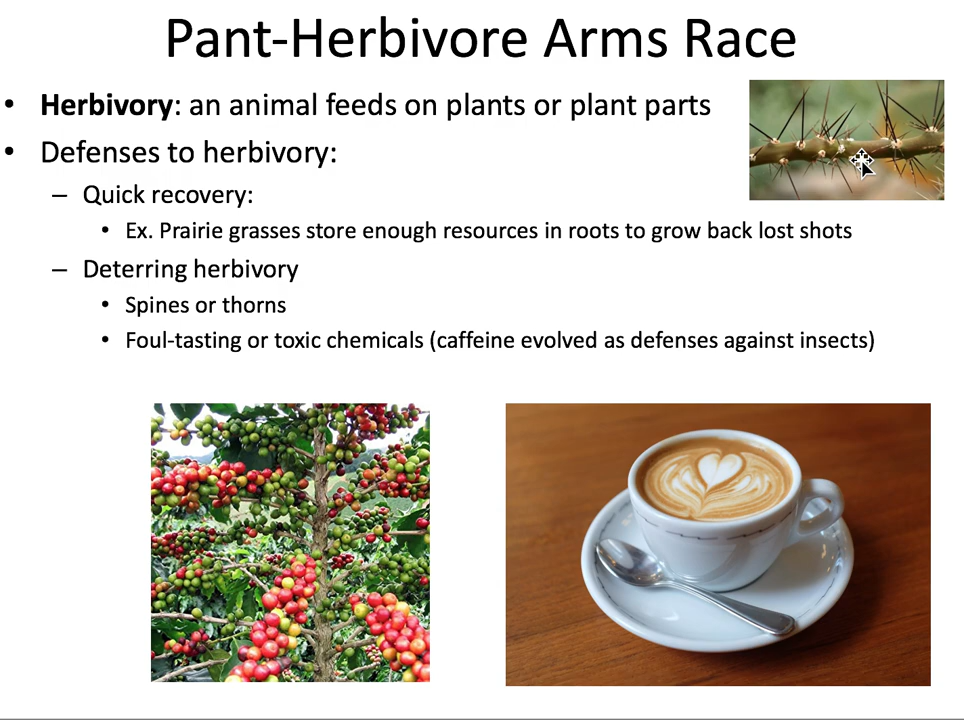 Pant-Herbivore Arms Race
• Herbivory: an animal feeds on plants or plant parts
• Defenses to herbivory:
– Quick recovery:
• Ex. Prairie grasses store enough resources in roots to grow back lost shots
– Deterring herbivory
• Spines or thorns
• Foul-tasting or toxic chemicals (caffeine evolved as defenses against insects)